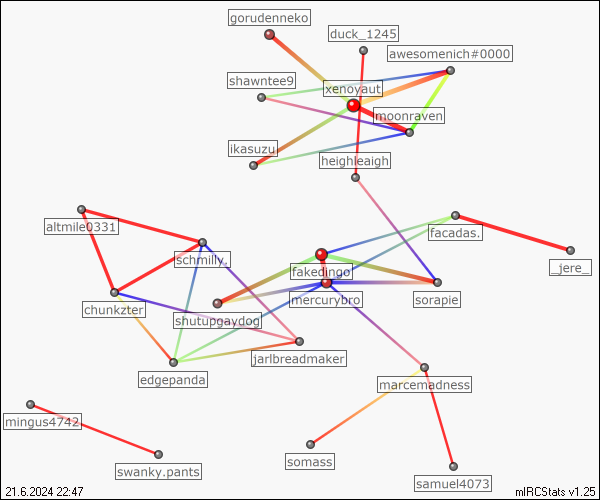 gorudenneko
duck_1245
awesomenich#0000
shawntee9
xenoyaut
moonraven
ikasuzu
heighleaigh
altmile0331
facadas.
schmilly.
fakedingo
_jere_
mercurybro
sorapie
chunkzter
shutupgaydog
jarlbreadmaker
edgepanda
marcemadness
mingus4742
somass
swanky.pants
samuel4073
21.6.2024 22:47
mIRCStats v1.25